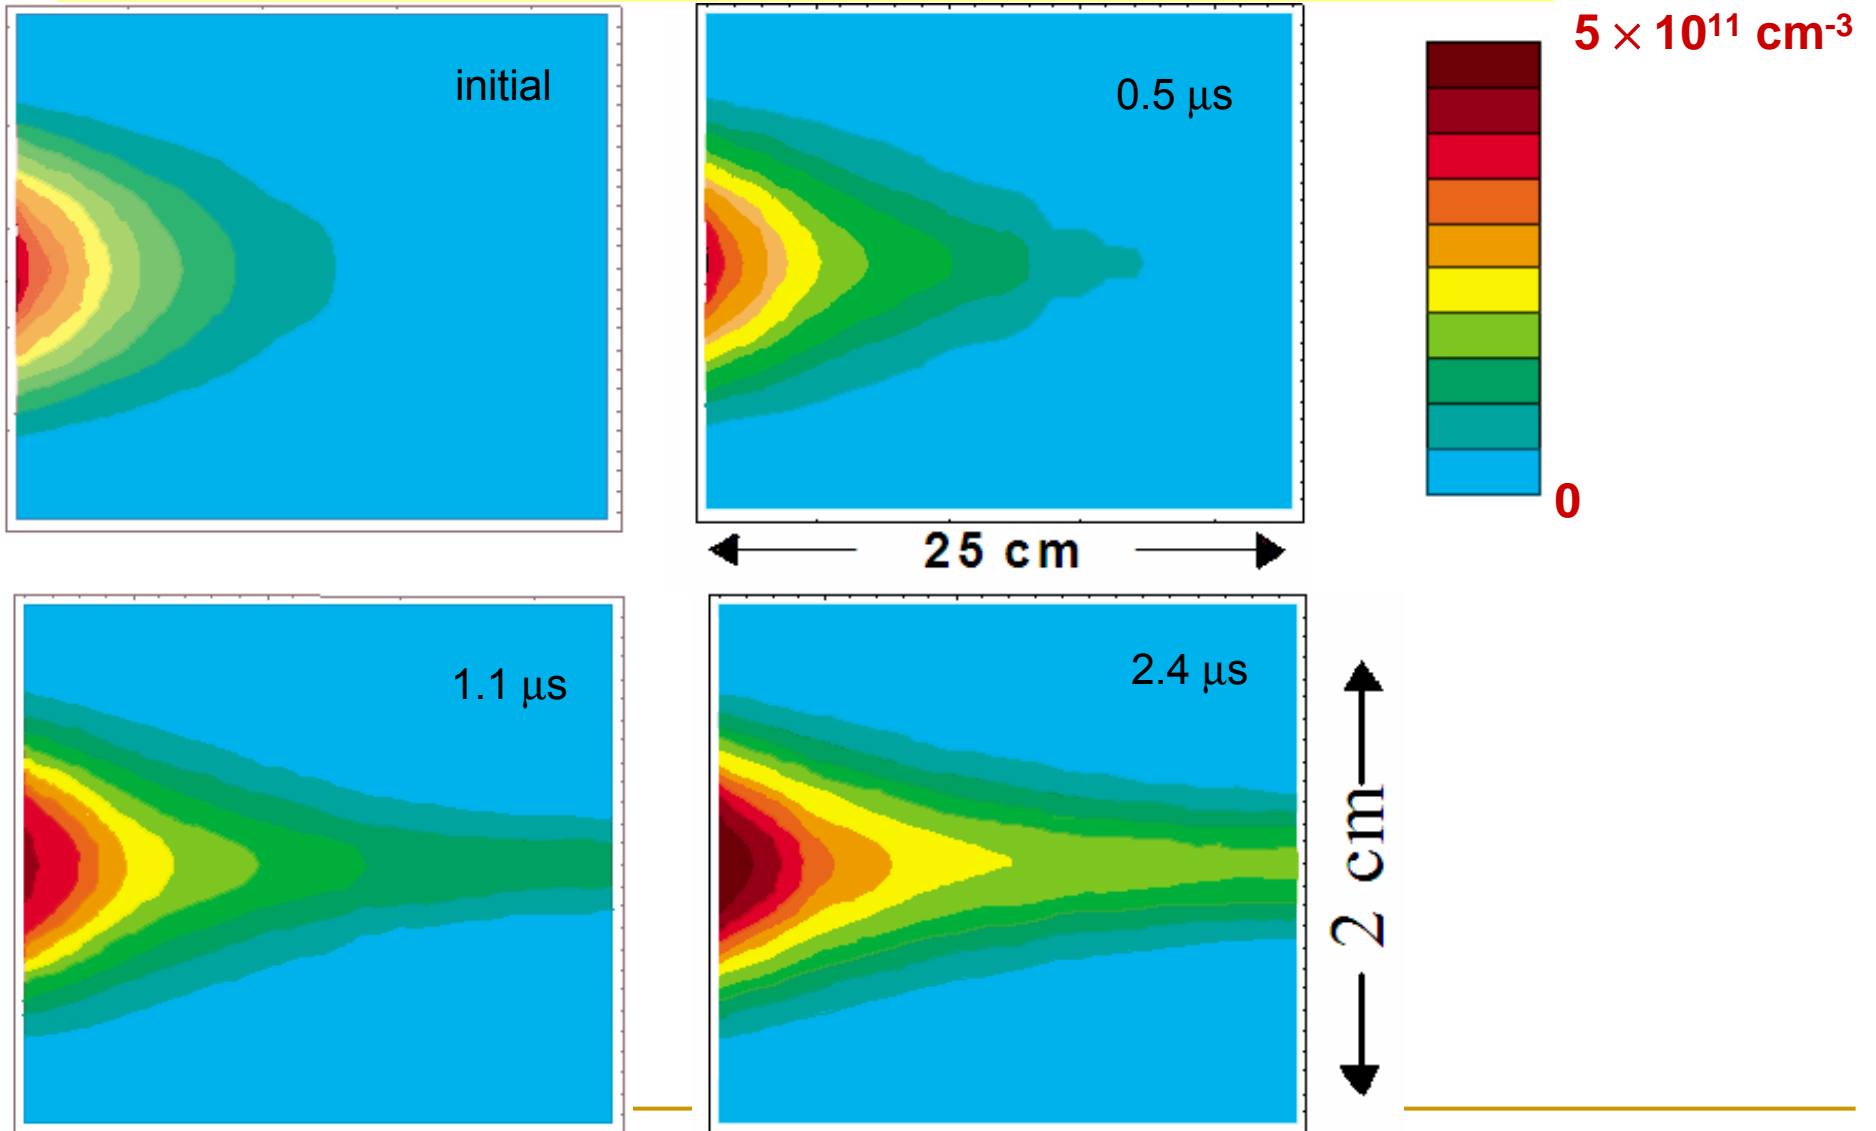 initial
0.5 μs
5 × 10¹¹ cm⁻³
0
25 cm
1.1 μs
2.4 μs
2 cm